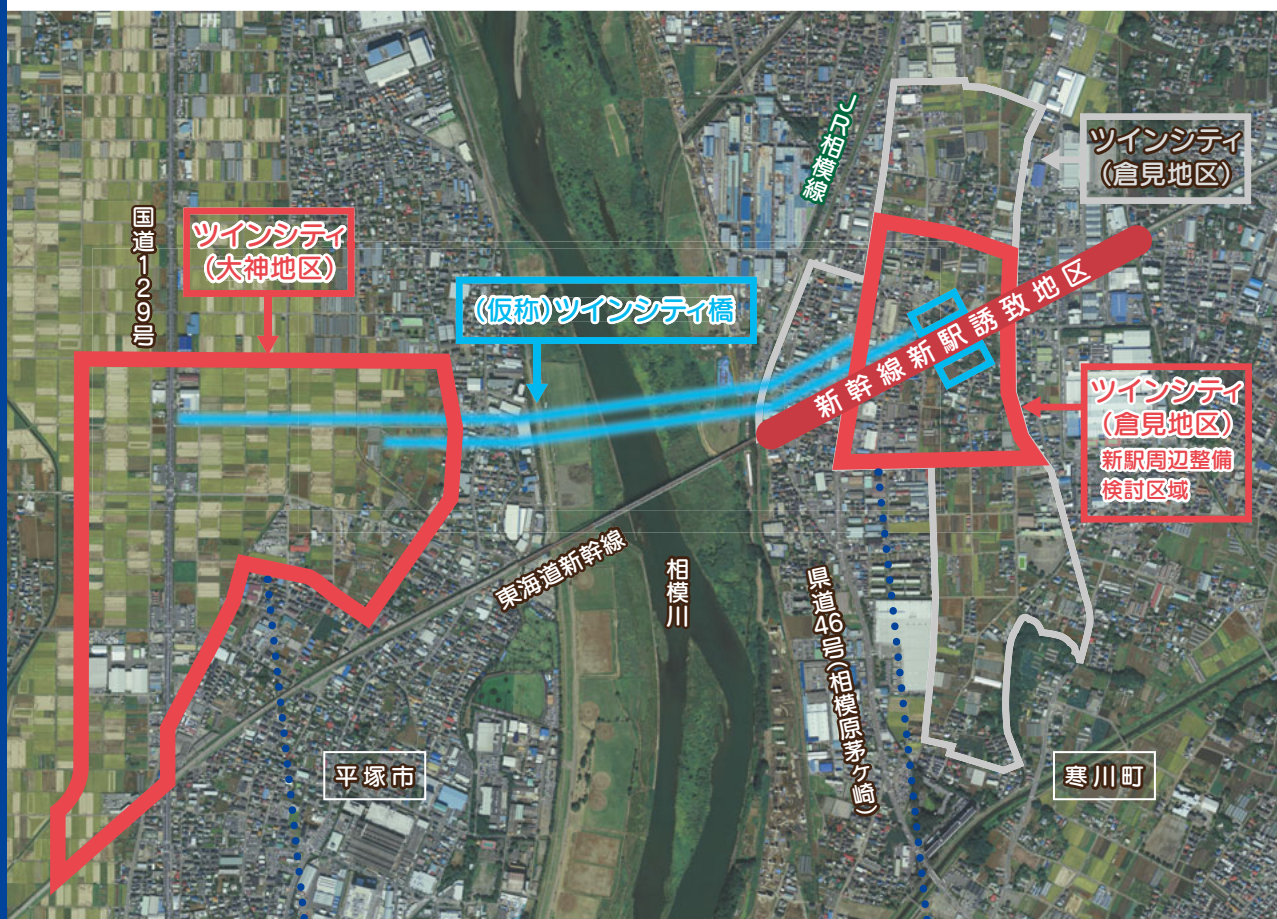 JR相模線
ツインシティ
(倉見地区)
国道129号
ツインシティ
(大神地区)
(仮称)ツインシティ橋
新幹線新駅誘致地区
ツインシティ
(倉見地区)
新駅周辺整備
検討区域
東海道新幹線
相模川
県道46号(相模原茅ヶ崎)
平塚市
寒川町